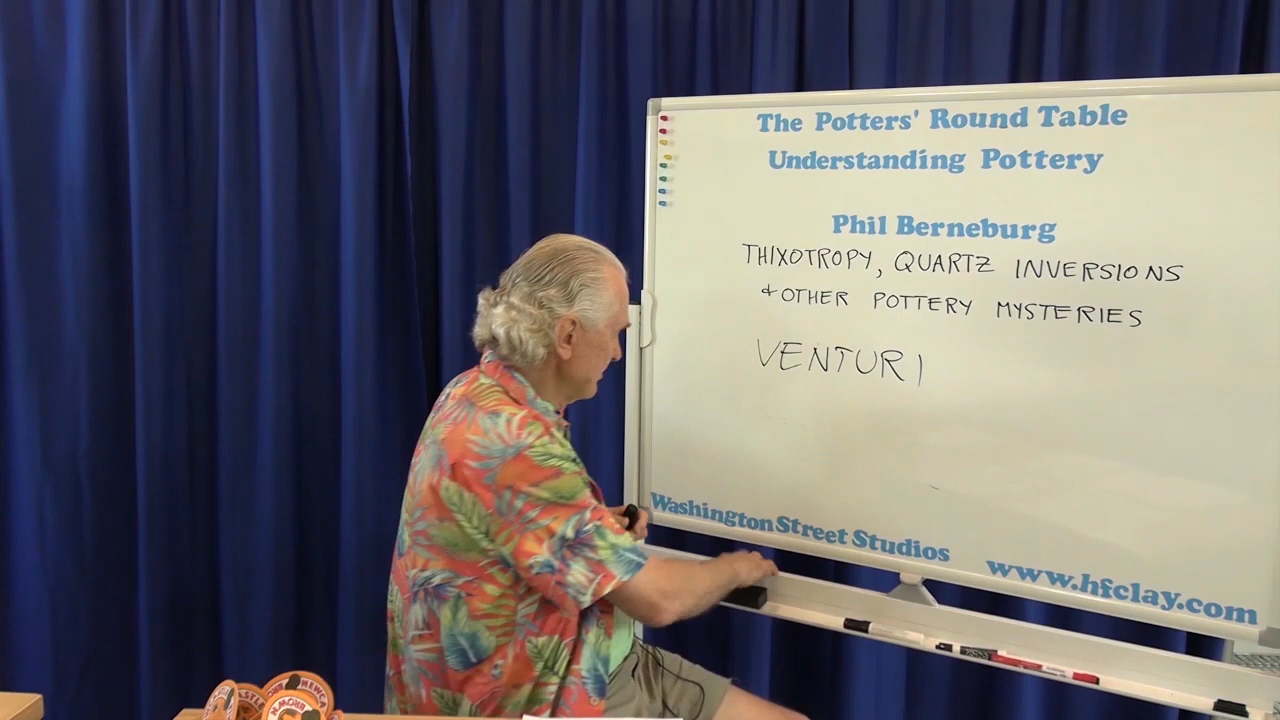 The Potters' Round Table
Understanding Pottery
Phil Berneburg
THIXOTROPY, QUARTZ INVERSIONS
+OTHER POTTERY MYSTERIES
VENTURI
Washington Street Studios
www.hfclay.com